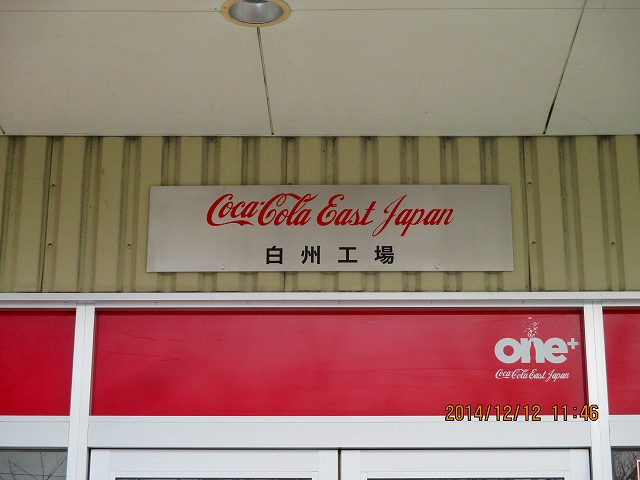 Coca-Cola East Japan
白州工場
one+
Coca-Cola East Japan
2014/12/12 11:46